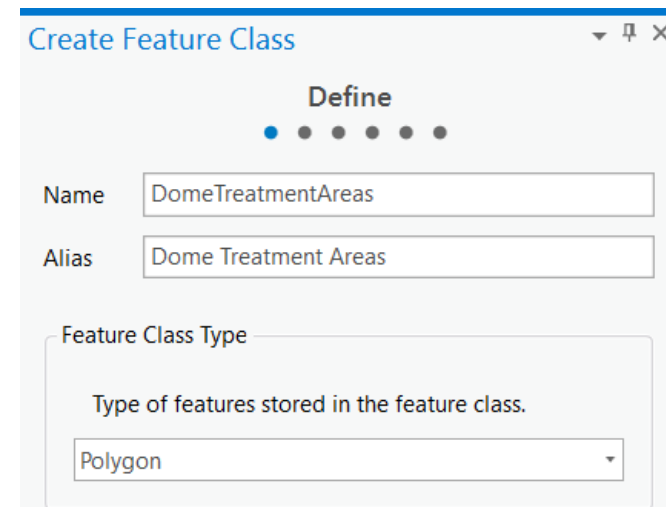 Create Feature Class
Define
Name DomeTreatmentAreas
Alias Dome Treatment Areas
Feature Class Type
Type of features stored in the feature class.
Polygon